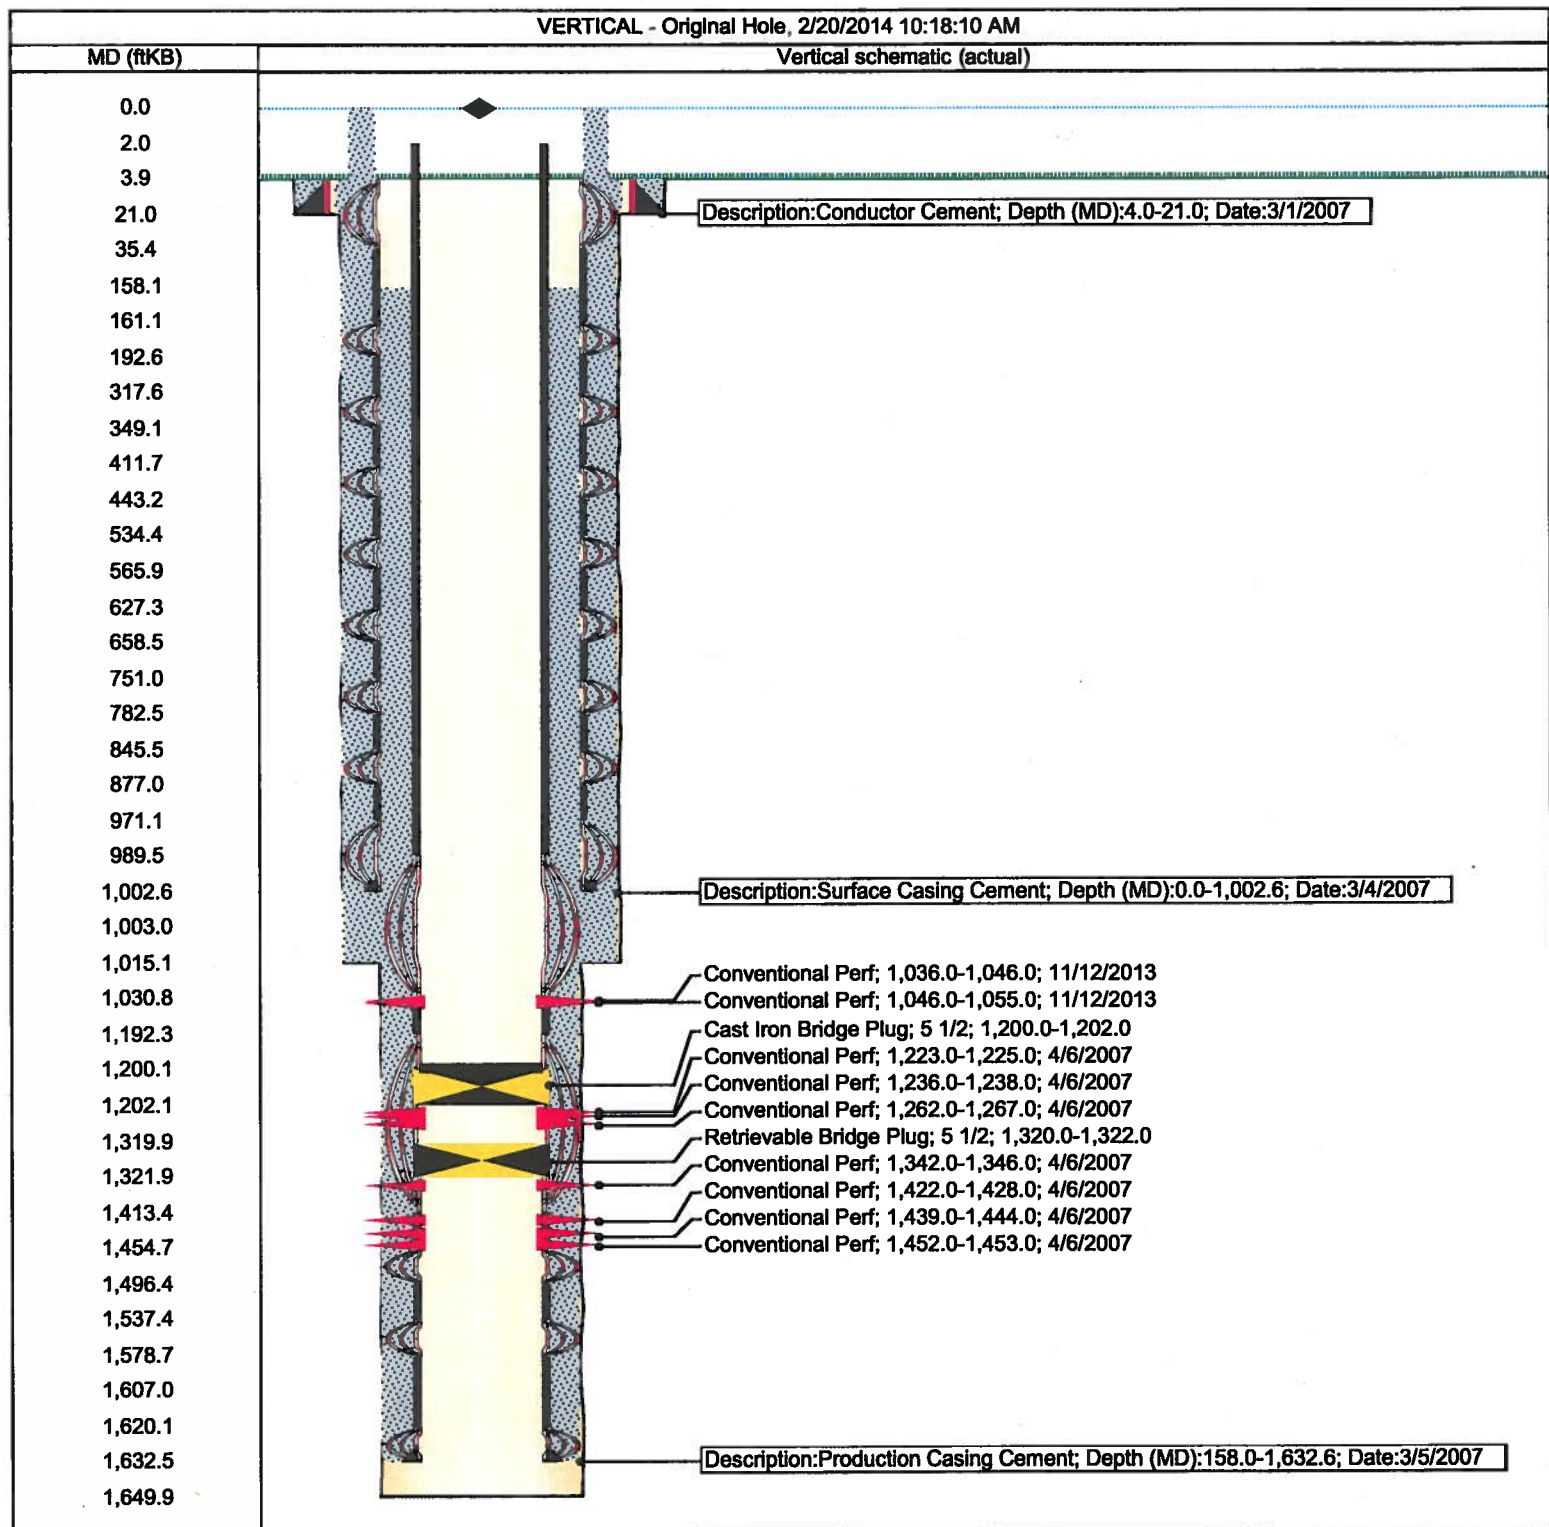 VERTICAL - Original Hole, 2/20/2014 10:18:10 AM
MD (ftKB)
Vertical schematic (actual)
0.0
2.0
3.9
21.0
Description:Conductor Cement; Depth (MD):4.0-21.0; Date:3/1/2007
35.4
158.1
161.1
192.6
317.6
349.1
411.7
443.2
534.4
565.9
627.3
658.5
751.0
782.5
845.5
877.0
971.1
989.5
1,002.6
Description:Surface Casing Cement; Depth (MD):0.0-1,002.6; Date:3/4/2007
1,003.0
1,015.1
Conventional Perf; 1,036.0-1,046.0; 11/12/2013
1,030.8
Conventional Perf; 1,046.0-1,055.0; 11/12/2013
1,192.3
Cast Iron Bridge Plug; 5 1/2; 1,200.0-1,202.0
Conventional Perf; 1,223.0-1,225.0; 4/6/2007
1,200.1
Conventional Perf; 1,236.0-1,238.0; 4/6/2007
1,202.1
Conventional Perf; 1,262.0-1,267.0; 4/6/2007
1,319.9
Retrievable Bridge Plug; 5 1/2; 1,320.0-1,322.0
Conventional Perf; 1,342.0-1,346.0; 4/6/2007
1,321.9
Conventional Perf; 1,422.0-1,428.0; 4/6/2007
1,413.4
Conventional Perf; 1,439.0-1,444.0; 4/6/2007
1,454.7
Conventional Perf; 1,452.0-1,453.0; 4/6/2007
1,496.4
1,537.4
1,578.7
1,607.0
1,620.1
1,632.5
Description:Production Casing Cement; Depth (MD):158.0-1,632.6; Date:3/5/2007
1,649.9